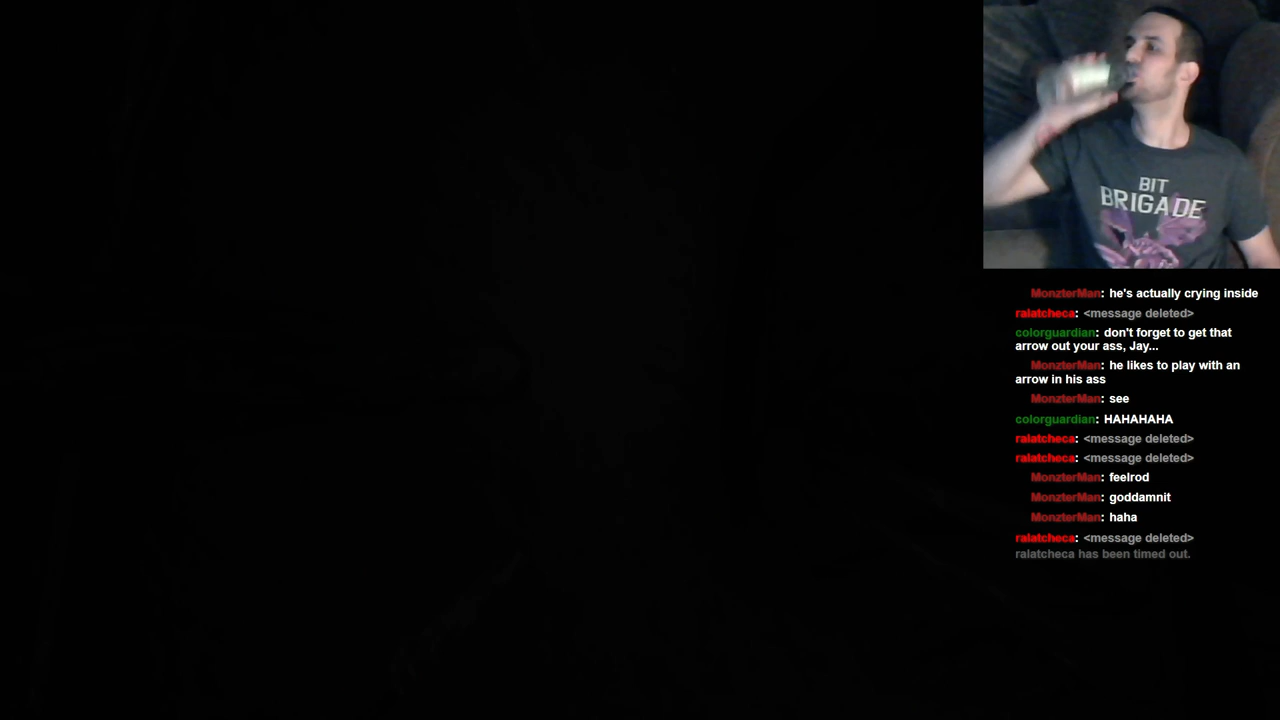 BIT
BRIGADE
MonzterMan: he's actually crying inside
ralatcheca: <message deleted>
colorguardian: don't forget to get that
arrow out your ass, Jay...
MonzterMan: he likes to play with an
arrow in his ass
MonzterMan: see
colorguardian: HAHAHAHA
ralatcheca: <message deleted>
ralatcheca: <message deleted>
MonzterMan: feelrod
MonzterMan: goddamnit
MonzterMan: haha
ralatcheca: <message deleted>
ralatcheca has been timed out.